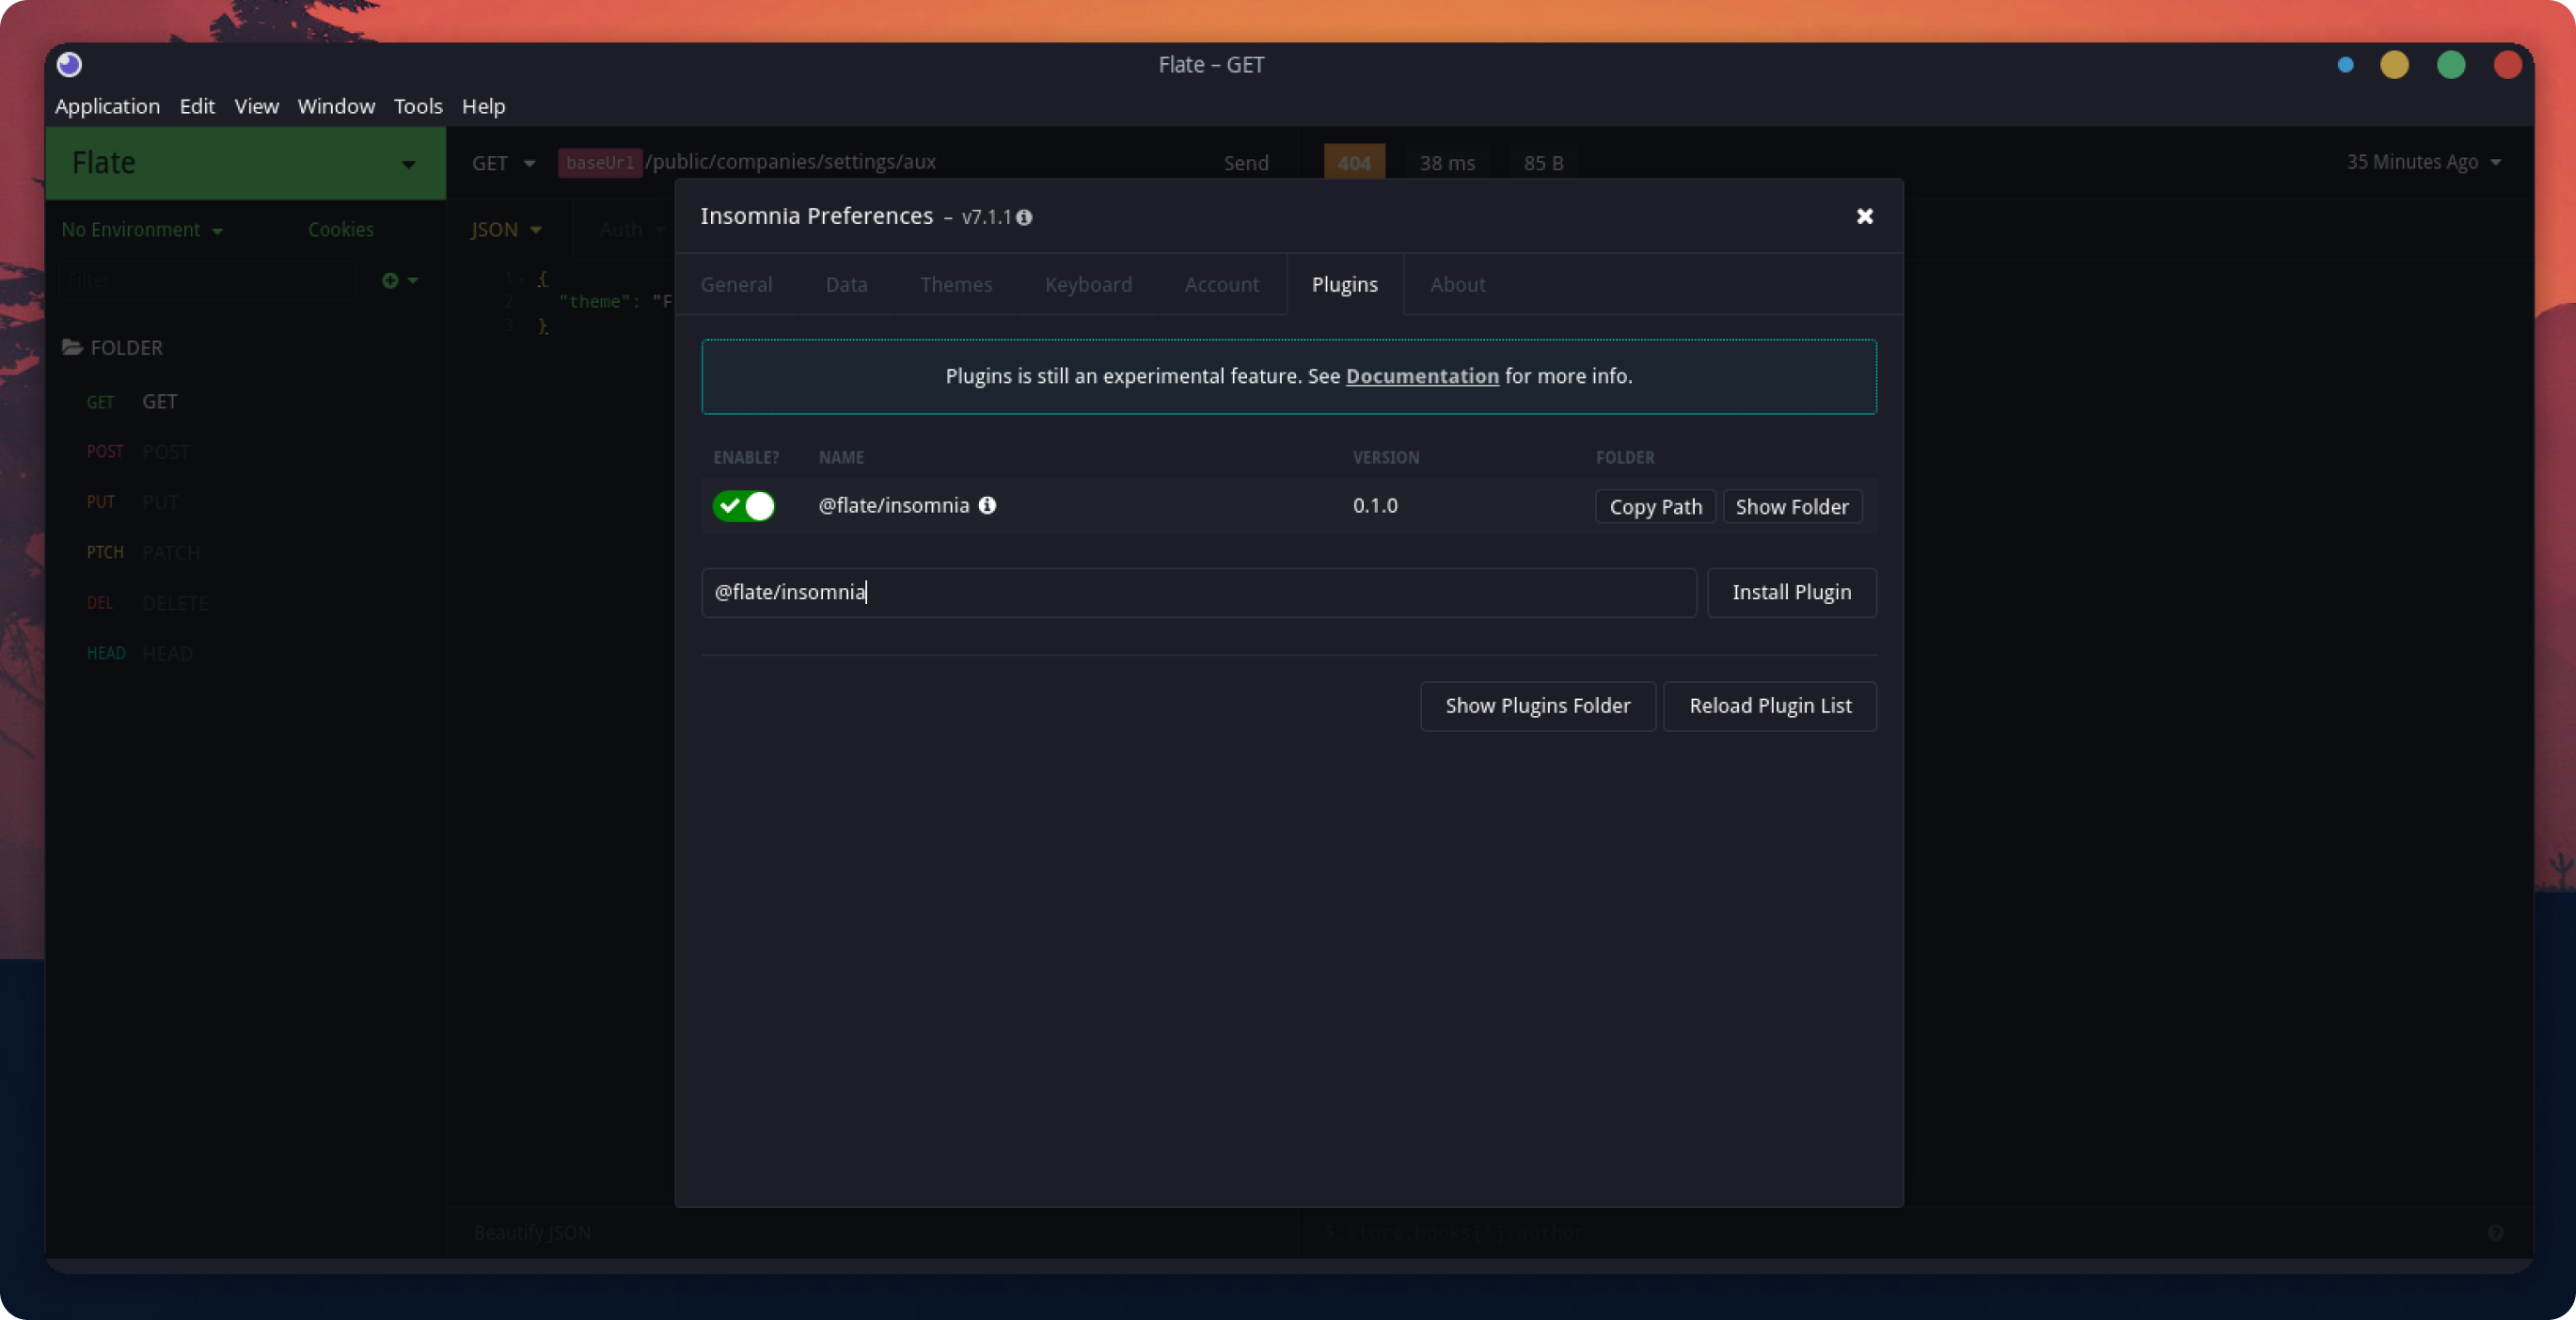 Flate – GET
Application Edit View Window Tools Help
Flate
GET baseUrl /public/companies/settings/aux Send 404 38 ms 85 B 35 Minutes Ago
No Environment Cookies
JSON Auth
Filter
1 {
2 "theme": "F
3 }
FOLDER
GET GET
POST POST
PUT PUT
PTCH PATCH
DEL DELETE
HEAD HEAD
Insomnia Preferences – v7.1.1
General Data Themes Keyboard Account Plugins About
Plugins is still an experimental feature. See Documentation for more info.
ENABLE? NAME VERSION FOLDER
@flate/insomnia 0.1.0 Copy Path Show Folder
@flate/insomnia Install Plugin
Show Plugins Folder Reload Plugin List
Beautify JSON $.store.books[*].author